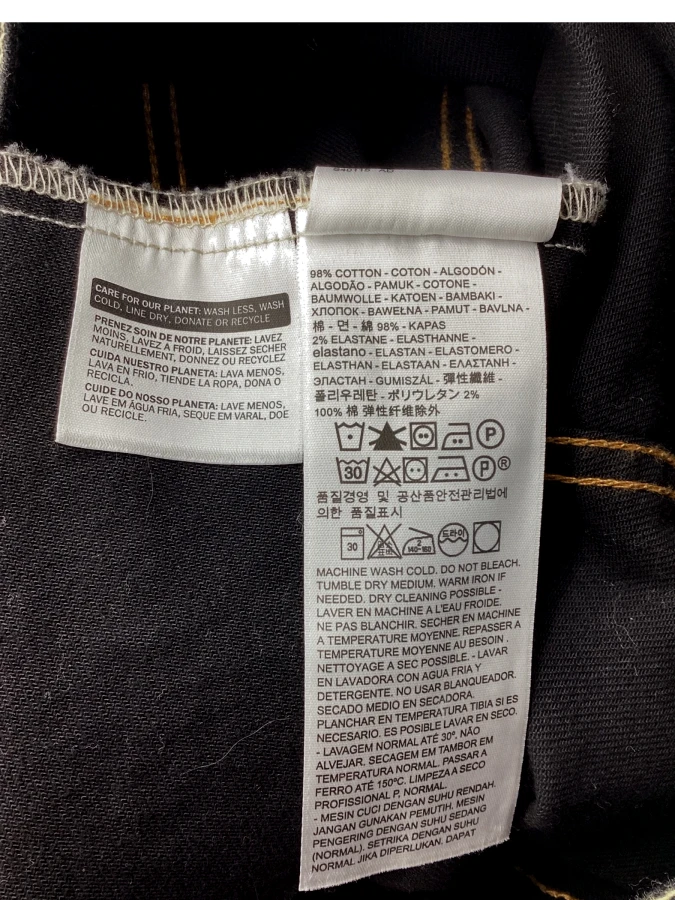 CARE FOR OUR PLANET: WASH LESS, WASH
COLD, LINE DRY, DONATE OR RECYCLE
PRENEZ SOIN DE NOTRE PLANETE: LAVEZ
MOINS, LAVEZ A FROID, LAISSEZ SECHER
NATURELLEMENT, DONNEZ OU RECYCLEZ
CUIDA NUESTRO PLANETA: LAVA MENOS,
LAVA EN FRIO, TIENDE LA ROPA, DONA O
RECICLA.
CUIDE DO NOSSO PLANETA: LAVE MENOS,
LAVE EM ÁGUA FRIA, SEQUE EM VARAL, DOE
OU RECICLE.
98% COTTON - COTON - ALGODÓN -
ALGODÃO - PAMUK - COTONE -
BAUMWOLLE - KATOEN - BAMBAKI -
ХЛОПОК - BAWEŁNA - PAMUT - BAVLNA -
棉 - 면 - 綿 98% - KAPAS
2% ELASTANE - ELASTHANNE -
elastano - ELASTAN - ELASTOMERO -
ELASTHAN - ELASTAAN - ΕΛΑΣΤΑΝΗ -
ЭЛАСТАН - GUMISZÁL - 彈性纖維 -
폴리우레탄 - ポリウレタン 2%
100% 棉 弹性纤维除外
P
30 P®
품질경영 및 공산품안전관리법에
의한 품질표시
30 2 140-160 드라이
MACHINE WASH COLD. DO NOT BLEACH.
TUMBLE DRY MEDIUM. WARM IRON IF
NEEDED. DRY CLEANING POSSIBLE -
LAVER EN MACHINE A L'EAU FROIDE.
NE PAS BLANCHIR. SECHER EN MACHINE
A TEMPERATURE MOYENNE. REPASSER A
TEMPERATURE MOYENNE AU BESOIN .
NETTOYAGE A SEC POSSIBLE. - LAVAR
EN LAVADORA CON AGUA FRIA Y
DETERGENTE. NO USAR BLANQUEADOR.
SECADO MEDIO EN SECADORA.
PLANCHAR EN TEMPERATURA TIBIA SI ES
NECESARIO. ES POSIBLE LAVAR EN SECO.
- LAVAGEM NORMAL ATÉ 30º. NÃO
ALVEJAR. SECAGEM EM TAMBOR EM
TEMPERATURA NORMAL. PASSAR A
FERRO ATÉ 150ºC. LIMPEZA A SECO
PROFISSIONAL P, NORMAL.
- MESIN CUCI DENGAN SUHU RENDAH.
JANGAN GUNAKAN PEMUTIH. MESIN
PENGERING DENGAN SUHU SEDANG
(NORMAL). SETRIKA DENGAN SUHU
NORMAL JIKA DIPERLUKAN. DAPAT